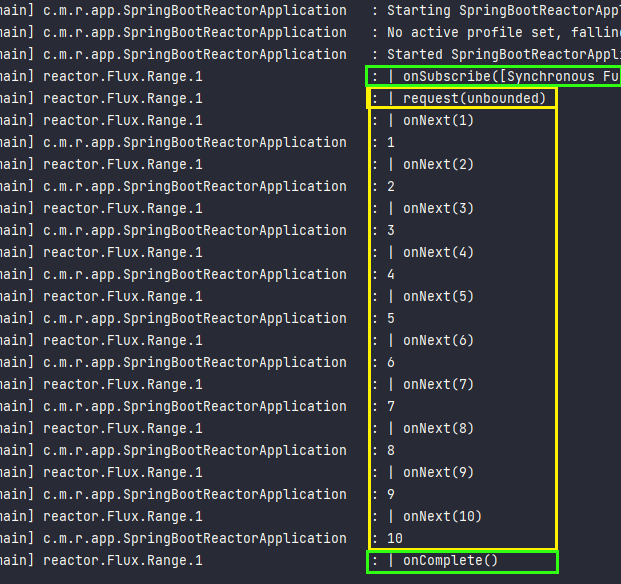 main] c.m.r.app.SpringBootReactorApplication : Starting SpringBootReactorAppl
main] c.m.r.app.SpringBootReactorApplication : No active profile set, fallin
main] c.m.r.app.SpringBootReactorApplication : Started SpringBootReactorAppli
main] reactor.Flux.Range.1 : | onSubscribe([Synchronous Fu
main] reactor.Flux.Range.1 : | request(unbounded)
main] reactor.Flux.Range.1 : | onNext(1)
main] c.m.r.app.SpringBootReactorApplication : 1
main] reactor.Flux.Range.1 : | onNext(2)
main] c.m.r.app.SpringBootReactorApplication : 2
main] reactor.Flux.Range.1 : | onNext(3)
main] c.m.r.app.SpringBootReactorApplication : 3
main] reactor.Flux.Range.1 : | onNext(4)
main] c.m.r.app.SpringBootReactorApplication : 4
main] reactor.Flux.Range.1 : | onNext(5)
main] c.m.r.app.SpringBootReactorApplication : 5
main] reactor.Flux.Range.1 : | onNext(6)
main] c.m.r.app.SpringBootReactorApplication : 6
main] reactor.Flux.Range.1 : | onNext(7)
main] c.m.r.app.SpringBootReactorApplication : 7
main] reactor.Flux.Range.1 : | onNext(8)
main] c.m.r.app.SpringBootReactorApplication : 8
main] reactor.Flux.Range.1 : | onNext(9)
main] c.m.r.app.SpringBootReactorApplication : 9
main] reactor.Flux.Range.1 : | onNext(10)
main] c.m.r.app.SpringBootReactorApplication : 10
main] reactor.Flux.Range.1 : | onComplete()